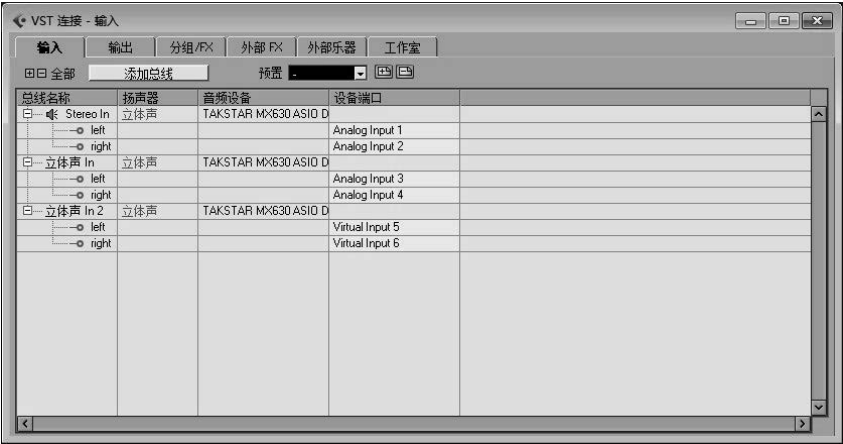 VST 连接 - 输入
输入 输出 分组/FX 外部 FX 外部乐器 工作室
全部 添加总线 预置 -
总线名称 扬声器 音频设备 设备端口
Stereo In 立体声 TAKSTAR MX630 ASIO D
left Analog Input 1
right Analog Input 2
立体声 In 立体声 TAKSTAR MX630 ASIO D
left Analog Input 3
right Analog Input 4
立体声 In 2 立体声 TAKSTAR MX630 ASIO D
left Virtual Input 5
right Virtual Input 6